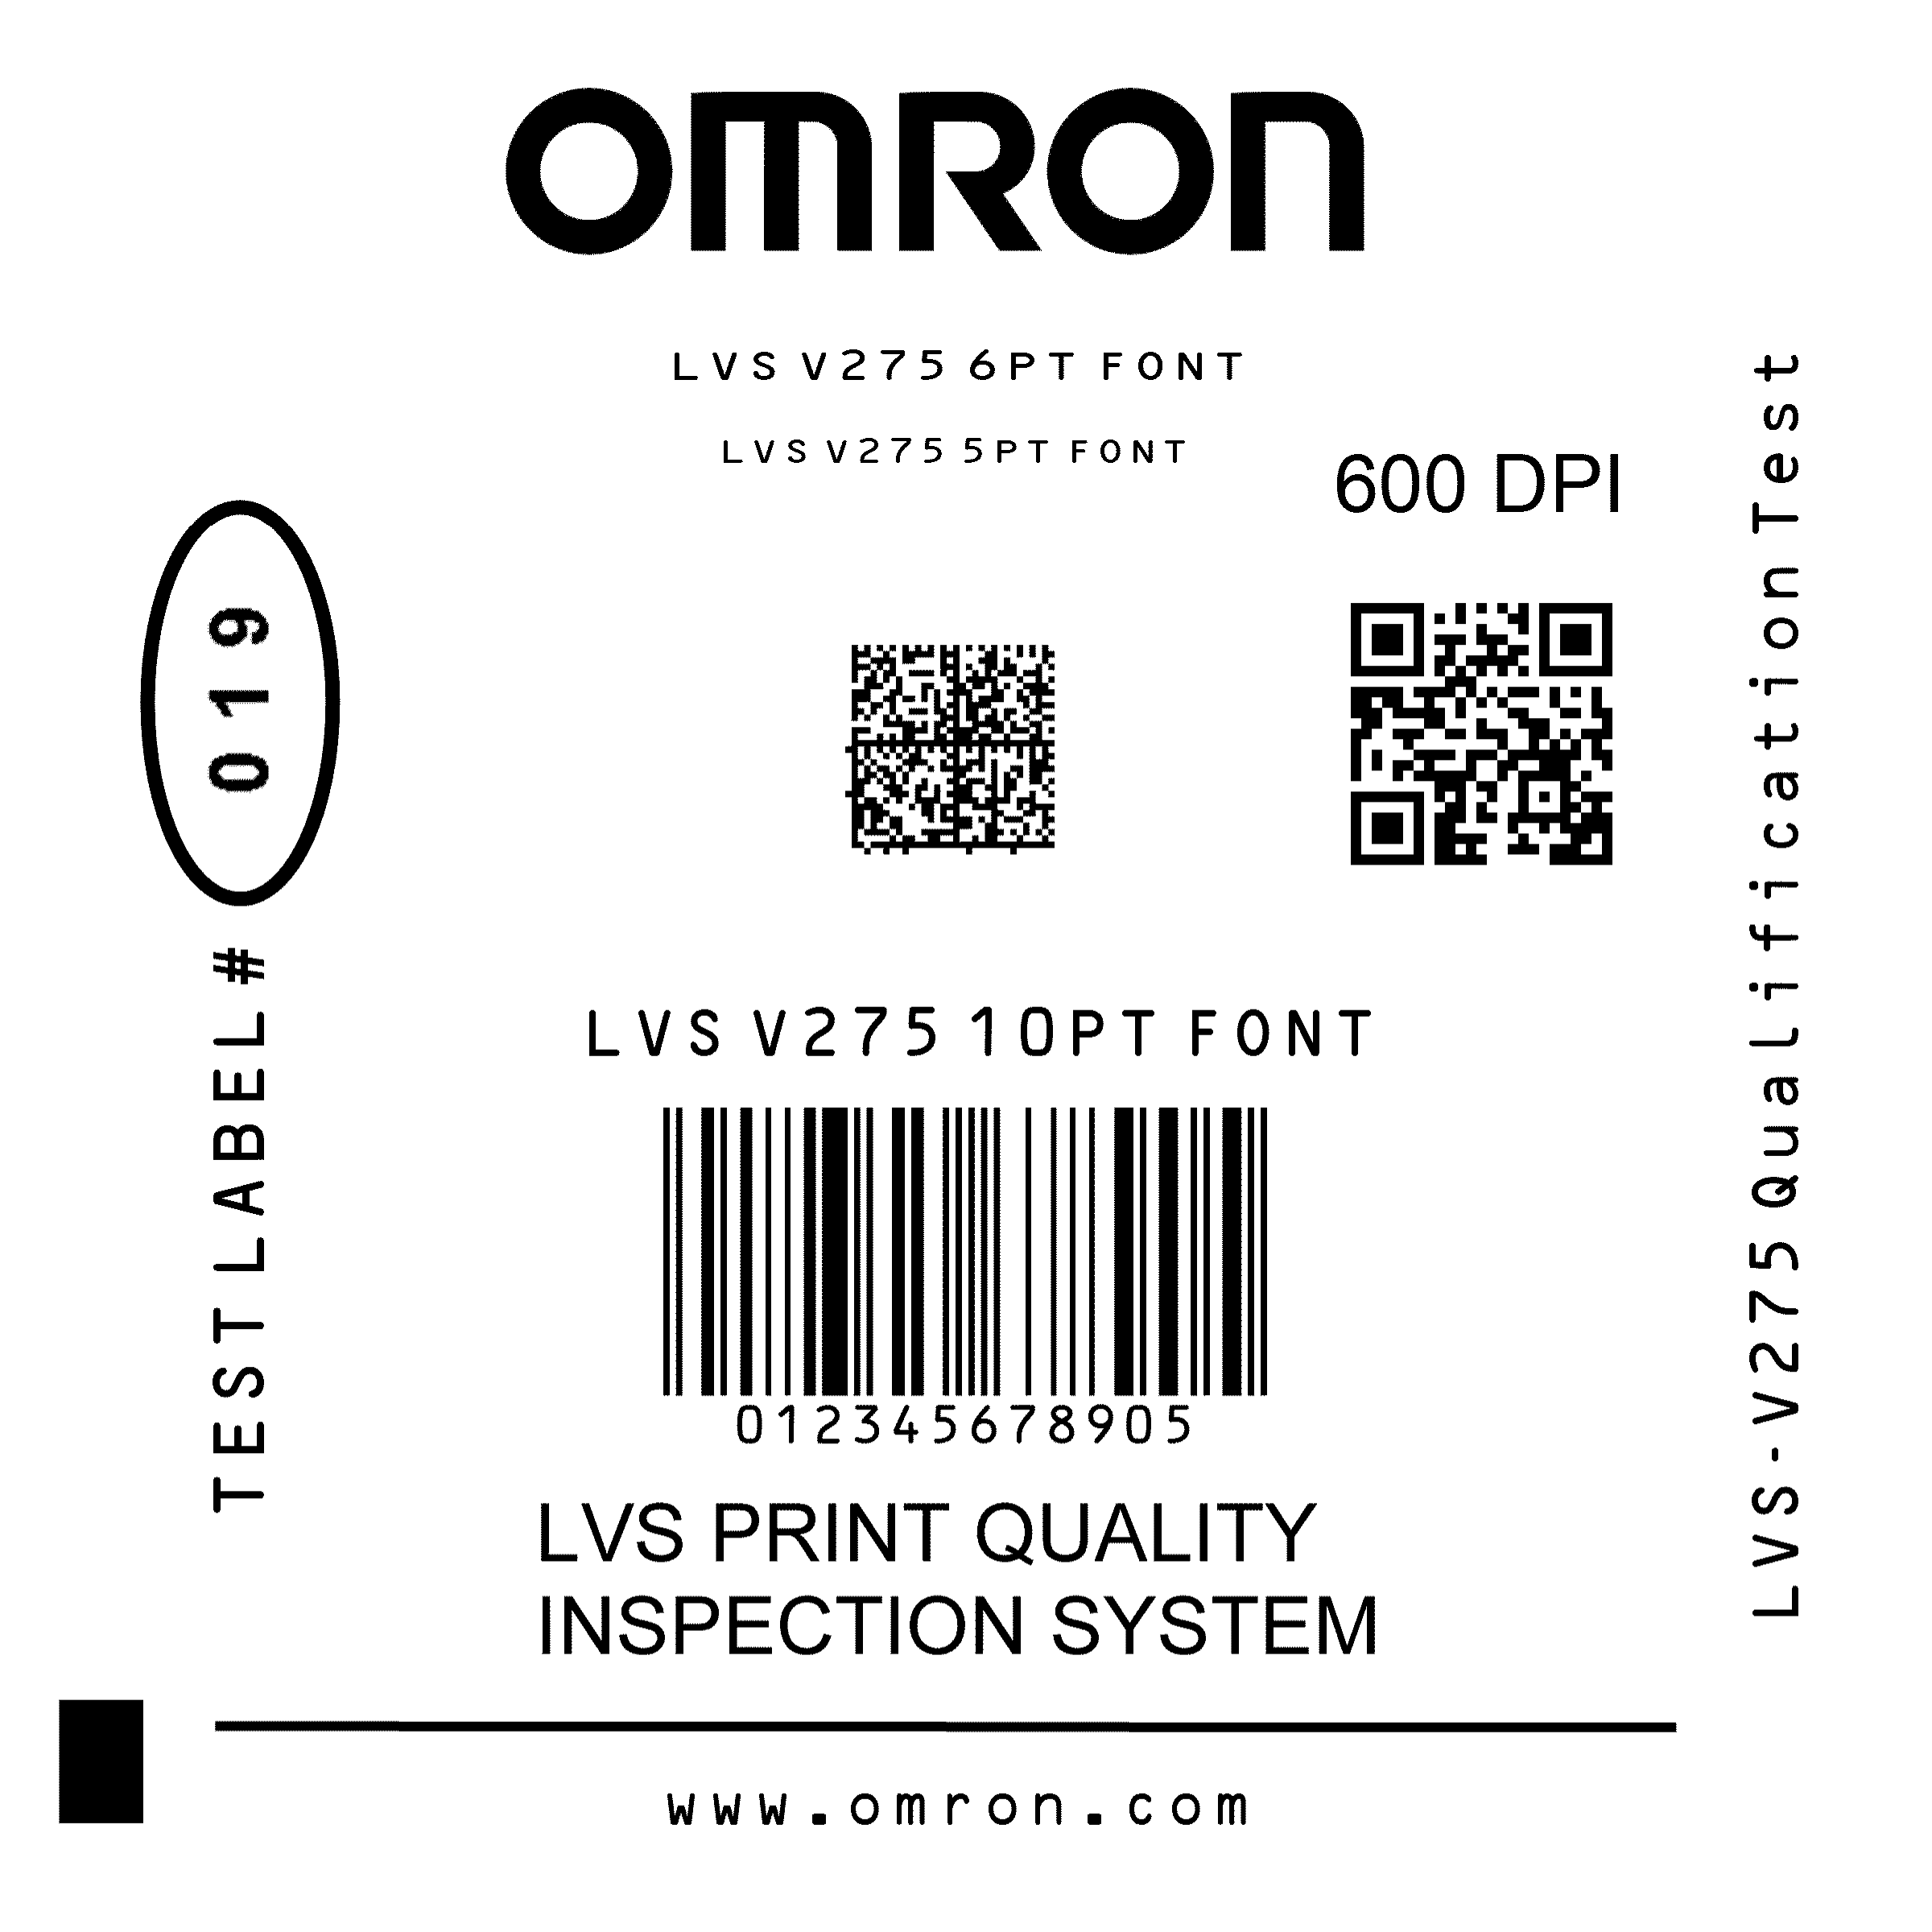 OMRON
LVS V275 6PT FONT
LVS V275 5PT FONT
600 DPI
TEST LABEL # 019
LVS-V275 Qualification Test
LVS V275 10PT FONT
012345678905
LVS PRINT QUALITY
INSPECTION SYSTEM
www.omron.com